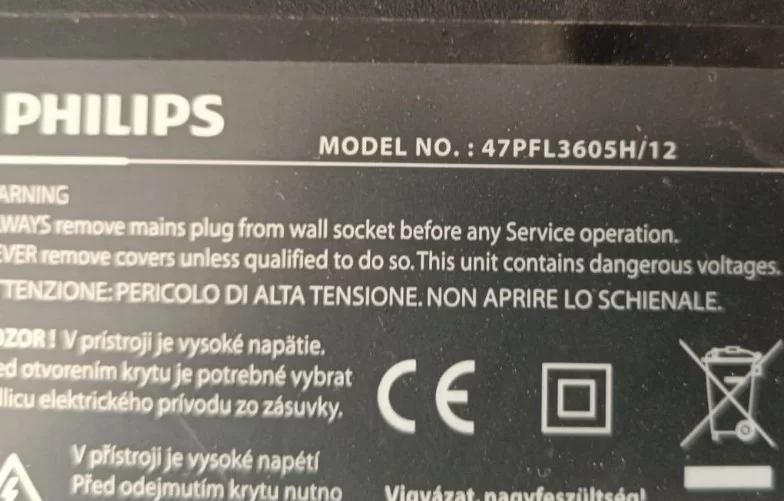 PHILIPS
MODEL NO. : 47PFL3605H/12
ARNING
WAYS remove mains plug from wall socket before any Service operation.
EVER remove covers unless qualified to do so. This unit contains dangerous voltages.
TENZIONE: PERICOLO DI ALTA TENSIONE. NON APRIRE LO SCHIENALE.
OZOR! V prístroji je vysoké napätie.
ed otvorením krytu je potrebné vybrat
llicu elektrického prívodu zo zásuvky.
CE
V přístroji je vysoké napětí
Před odejmutím krytu nutno
Vigyázat, nagyfeszültség!